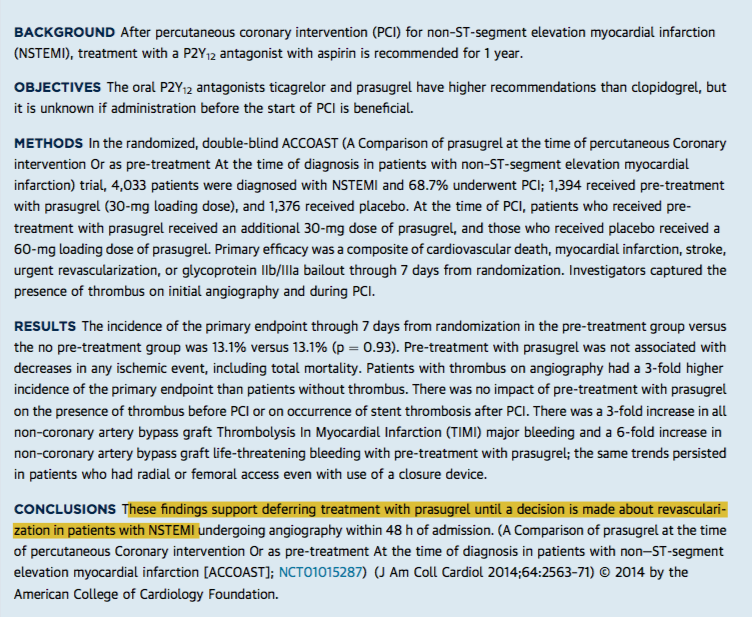 BACKGROUND After percutaneous coronary intervention (PCI) for non–ST-segment elevation myocardial infarction
(NSTEMI), treatment with a P2Y12 antagonist with aspirin is recommended for 1 year.
OBJECTIVES The oral P2Y12 antagonists ticagrelor and prasugrel have higher recommendations than clopidogrel, but
it is unknown if administration before the start of PCI is beneficial.
METHODS In the randomized, double-blind ACCOAST (A Comparison of prasugrel at the time of percutaneous Coronary
intervention Or as pre-treatment At the time of diagnosis in patients with non–ST-segment elevation myocardial
infarction) trial, 4,033 patients were diagnosed with NSTEMI and 68.7% underwent PCI; 1,394 received pre-treatment
with prasugrel (30-mg loading dose), and 1,376 received placebo. At the time of PCI, patients who received pre-
treatment with prasugrel received an additional 30-mg dose of prasugrel, and those who received placebo received a
60-mg loading dose of prasugrel. Primary efficacy was a composite of cardiovascular death, myocardial infarction, stroke,
urgent revascularization, or glycoprotein IIb/IIIa bailout through 7 days from randomization. Investigators captured the
presence of thrombus on initial angiography and during PCI.
RESULTS The incidence of the primary endpoint through 7 days from randomization in the pre-treatment group versus
the no pre-treatment group was 13.1% versus 13.1% (p = 0.93). Pre-treatment with prasugrel was not associated with
decreases in any ischemic event, including total mortality. Patients with thrombus on angiography had a 3-fold higher
incidence of the primary endpoint than patients without thrombus. There was no impact of pre-treatment with prasugrel
on the presence of thrombus before PCI or on occurrence of stent thrombosis after PCI. There was a 3-fold increase in all
non-coronary artery bypass graft Thrombolysis In Myocardial Infarction (TIMI) major bleeding and a 6-fold increase in
non-coronary artery bypass graft life-threatening bleeding with pre-treatment with prasugrel; the same trends persisted
in patients who had radial or femoral access even with use of a closure device.
CONCLUSIONS These findings support deferring treatment with prasugrel until a decision is made about revasculari-
zation in patients with NSTEMI undergoing angiography within 48 h of admission. (A Comparison of prasugrel at the time
of percutaneous Coronary intervention Or as pre-treatment At the time of diagnosis in patients with non–ST-segment
elevation myocardial infarction [ACCOAST]; NCT01015287) (J Am Coll Cardiol 2014;64:2563–71) © 2014 by the
American College of Cardiology Foundation.